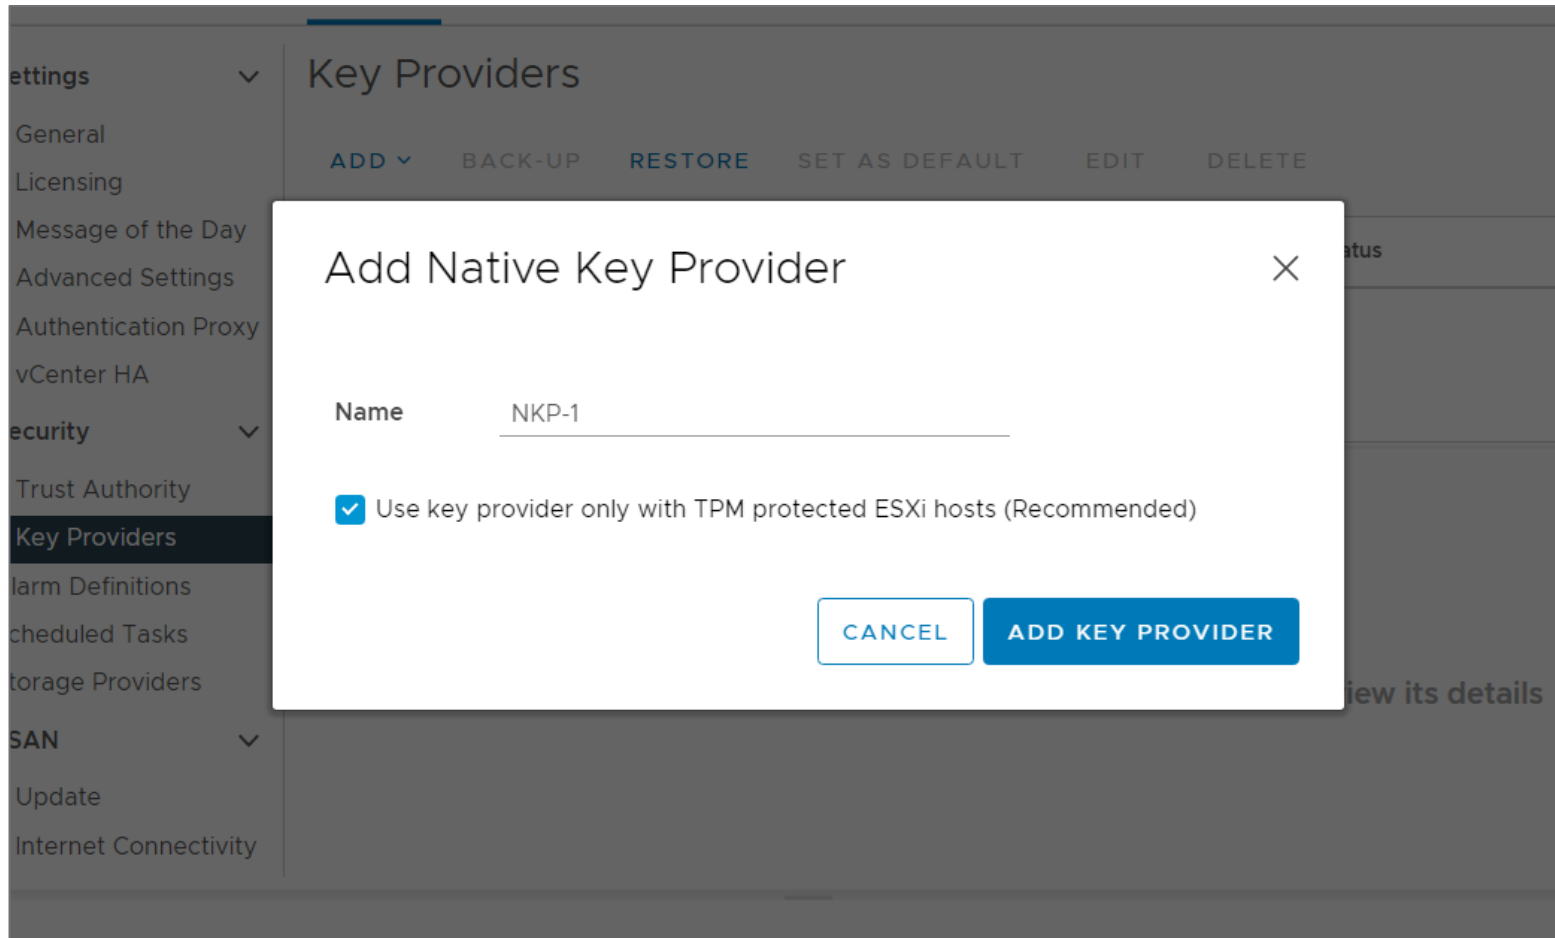 ettings
General
Licensing
Message of the Day
Advanced Settings
Authentication Proxy
vCenter HA
ecurity
Trust Authority
Key Providers
larm Definitions
cheduled Tasks
torage Providers
SAN
Update
Internet Connectivity
Key Providers
ADD BACK-UP RESTORE SET AS DEFAULT EDIT DELETE
atus
Add Native Key Provider
Name NKP-1
Use key provider only with TPM protected ESXi hosts (Recommended)
CANCEL ADD KEY PROVIDER
iew its details